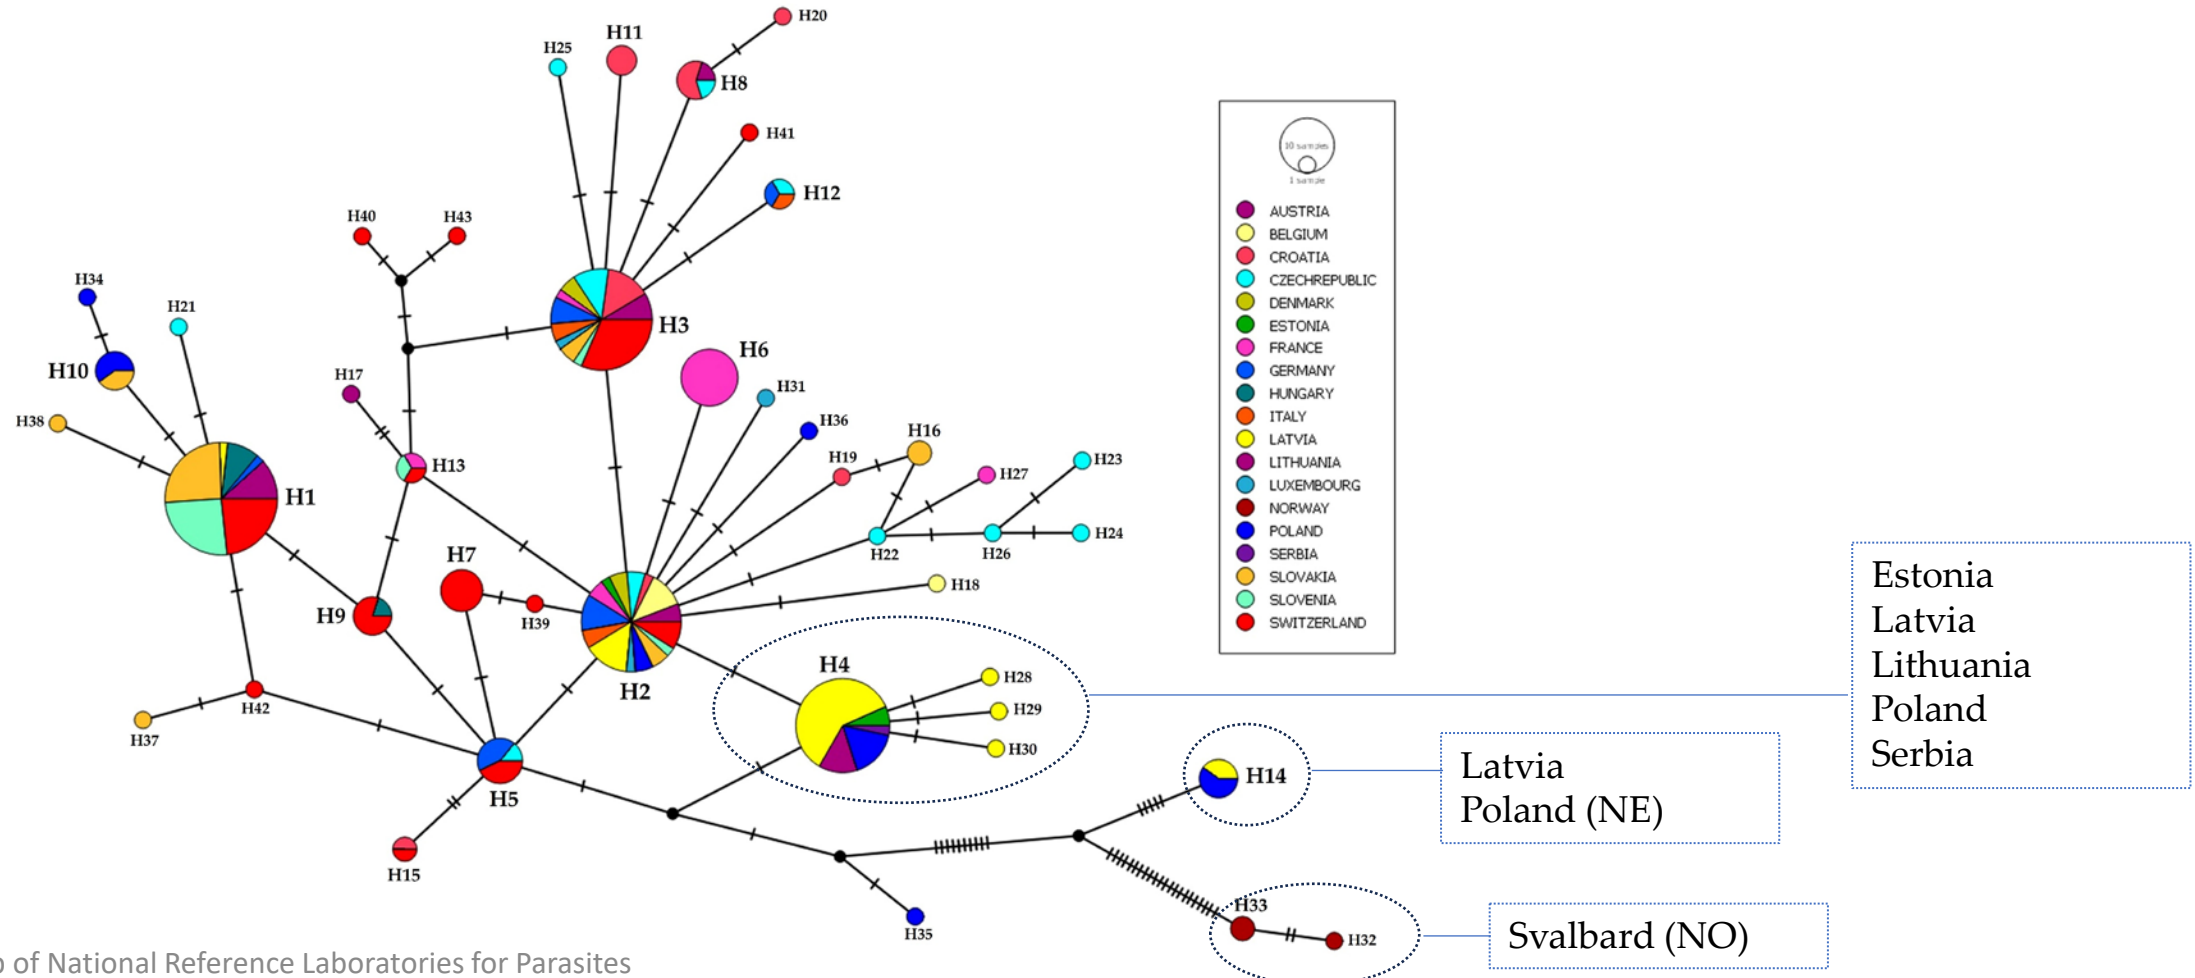 H20
H11
H25
H8
H41
H12
H40
H43
H34
H21
H3
H6
H10
H17
H31
H38
H36
H16
H19
H13
H27
H23
H1
H22
H26
H24
H7
H18
H9
H39
H2
H4
H28
H29
H30
H42
H37
H5
H14
H15
H33
H35
H32
10 samples
1 sample
AUSTRIA
BELGIUM
CROATIA
CZECHREPUBLIC
DENMARK
ESTONIA
FRANCE
GERMANY
HUNGARY
ITALY
LATVIA
LITHUANIA
LUXEMBOURG
NORWAY
POLAND
SERBIA
SLOVAKIA
SLOVENIA
SWITZERLAND
Estonia
Latvia
Lithuania
Poland
Serbia
Latvia
Poland (NE)
Svalbard (NO)
of National Reference Laboratories for Parasites